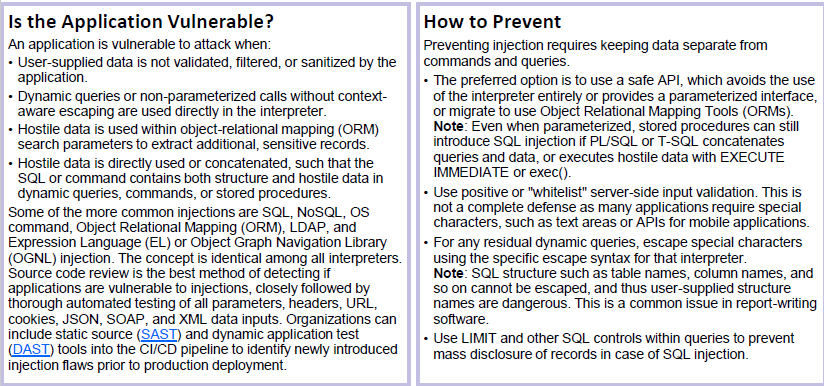 Is the Application Vulnerable?
An application is vulnerable to attack when:
• User-supplied data is not validated, filtered, or sanitized by the
application.
• Dynamic queries or non-parameterized calls without context-
aware escaping are used directly in the interpreter.
• Hostile data is used within object-relational mapping (ORM)
search parameters to extract additional, sensitive records.
• Hostile data is directly used or concatenated, such that the
SQL or command contains both structure and hostile data in
dynamic queries, commands, or stored procedures.
Some of the more common injections are SQL, NoSQL, OS
command, Object Relational Mapping (ORM), LDAP, and
Expression Language (EL) or Object Graph Navigation Library
(OGNL) injection. The concept is identical among all interpreters.
Source code review is the best method of detecting if
applications are vulnerable to injections, closely followed by
thorough automated testing of all parameters, headers, URL,
cookies, JSON, SOAP, and XML data inputs. Organizations can
include static source (SAST) and dynamic application test
(DAST) tools into the CI/CD pipeline to identify newly introduced
injection flaws prior to production deployment.
How to Prevent
Preventing injection requires keeping data separate from
commands and queries.
• The preferred option is to use a safe API, which avoids the use
of the interpreter entirely or provides a parameterized interface,
or migrate to use Object Relational Mapping Tools (ORMs).
Note: Even when parameterized, stored procedures can still
introduce SQL injection if PL/SQL or T-SQL concatenates
queries and data, or executes hostile data with EXECUTE
IMMEDIATE or exec().
• Use positive or "whitelist" server-side input validation. This is
not a complete defense as many applications require special
characters, such as text areas or APIs for mobile applications.
• For any residual dynamic queries, escape special characters
using the specific escape syntax for that interpreter.
Note: SQL structure such as table names, column names, and
so on cannot be escaped, and thus user-supplied structure
names are dangerous. This is a common issue in report-writing
software.
• Use LIMIT and other SQL controls within queries to prevent
mass disclosure of records in case of SQL injection.